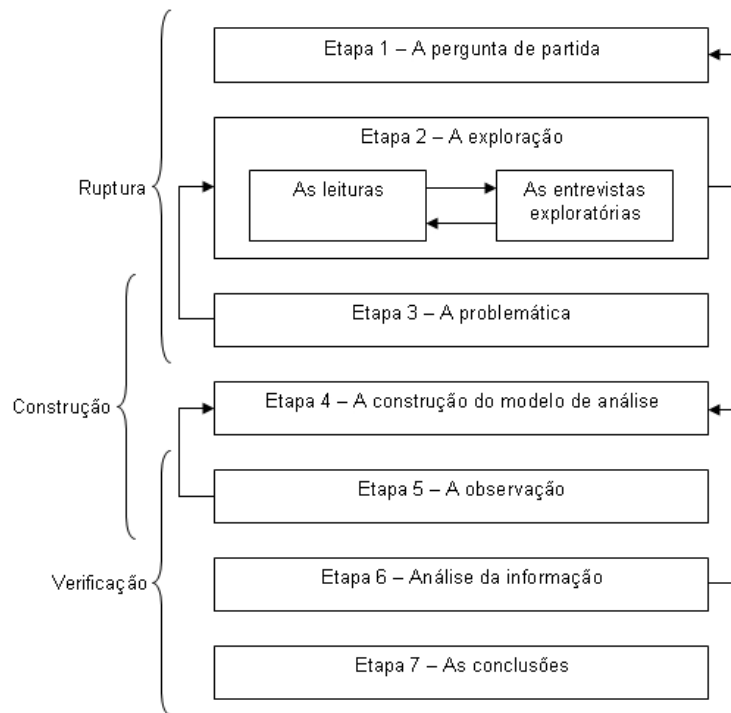 Etapa 1 – A pergunta de partida
Etapa 2 – A exploração
As leituras
As entrevistas
exploratórias
Ruptura
Etapa 3 – A problemática
Etapa 4 – A construção do modelo de análise
Construção
Etapa 5 – A observação
Etapa 6 – Análise da informação
Verificação
Etapa 7 – As conclusões